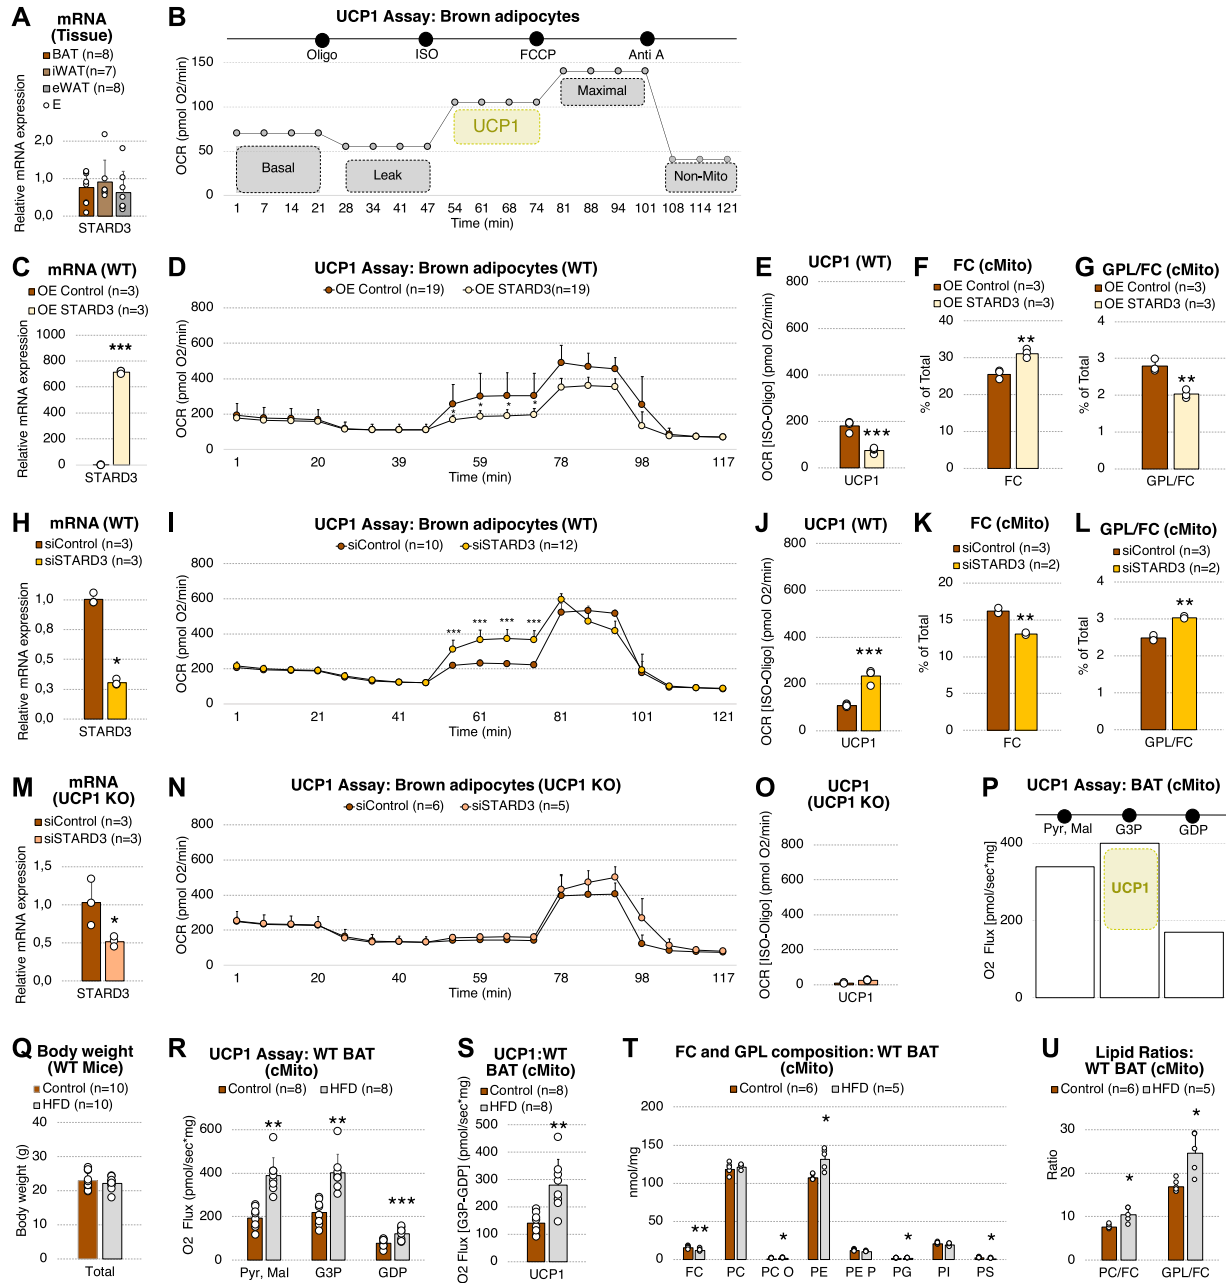 A
mRNA
(Tissue)
BAT (n=8)
iWAT(n=7)
eWAT (n=8)
E
Relative mRNA expression
2,0
1,0
0,0
STARD3
B
UCP1 Assay: Brown adipocytes
Oligo
ISO
FCCP
Anti A
OCR (pmol O2/min)
150
100
50
0
Basal
Leak
UCP1
Maximal
Non-Mito
1 7 14 21 28 34 41 47 54 61 68 74 81 88 94 101 108 114 121
Time (min)
C
mRNA (WT)
OE Control (n=3)
OE STARD3 (n=3)
Relative mRNA expression
1000
800
600
400
200
0
***
STARD3
D
UCP1 Assay: Brown adipocytes (WT)
OE Control (n=19)
OE STARD3(n=19)
OCR (pmol O2/min)
800
600
400
200
0
* * * *
1 20 39 59 78 98 117
Time (min)
E
UCP1 (WT)
OCR [ISO-Oligo] (pmol O2/min)
800
600
400
200
0
***
UCP1
F
FC (cMito)
OE Control (n=3)
OE STARD3 (n=3)
% of Total
40
30
20
10
0
**
FC
G
GPL/FC (cMito)
OE Control (n=3)
OE STARD3 (n=3)
% of Total
4
3
2
1
0
**
GPL/FC
H
mRNA (WT)
siControl (n=3)
siSTARD3 (n=3)
Relative mRNA expression
1,0
0,8
0,5
0,3
0,0
*
STARD3
I
UCP1 Assay: Brown adipocytes (WT)
siControl (n=10)
siSTARD3 (n=12)
OCR (pmol O2/min)
800
600
400
200
0
*** *** *** ***
1 21 41 61 81 101 121
Time (min)
J
UCP1 (WT)
OCR [ISO-Oligo] (pmol O2/min)
800
600
400
200
0
***
UCP1
K
FC (cMito)
siControl (n=3)
siSTARD3 (n=2)
% of Total
20
15
10
5
0
**
FC
L
GPL/FC (cMito)
siControl (n=3)
siSTARD3 (n=2)
% of Total
4
3
2
1
0
**
GPL/FC
M
mRNA
(UCP1 KO)
siControl (n=3)
siSTARD3 (n=3)
Relative mRNA expression
1,5
1,0
0,5
0,0
*
STARD3
N
UCP1 Assay: Brown adipocytes (UCP1 KO)
siControl (n=6)
siSTARD3 (n=5)
OCR (pmol O2/min)
800
600
400
200
0
1 20 40 59 78 98 117
Time (min)
O
UCP1
(UCP1 KO)
OCR [ISO-Oligo] (pmol O2/min)
800
600
400
200
0
UCP1
P
UCP1 Assay: BAT (cMito)
Pyr, Mal
G3P
GDP
O2 Flux [pmol/sec*mg]
400
200
0
UCP1
Q
Body weight
(WT Mice)
Control (n=10)
HFD (n=10)
Body weight (g)
40
30
20
10
0
Total
R
UCP1 Assay: WT BAT
(cMito)
Control (n=8)
HFD (n=8)
O2 Flux [pmol/sec*mg]
600
400
200
0
** ** ***
Pyr, Mal G3P GDP
S
UCP1:WT
BAT (cMito)
Control (n=8)
HFD (n=8)
O2 Flux [G3P-GDP] (pmol/sec*mg)
500
400
300
200
100
0
**
UCP1
T
FC and GPL composition: WT BAT
(cMito)
Control (n=6)
HFD (n=5)
nmol/mg
200
150
100
50
0
** * * * *
FC PC PC O PE PE P PG PI PS
U
Lipid Ratios:
WT BAT (cMito)
Control (n=6)
HFD (n=5)
Ratio
30
20
10
0
* *
PC/FC GPL/FC